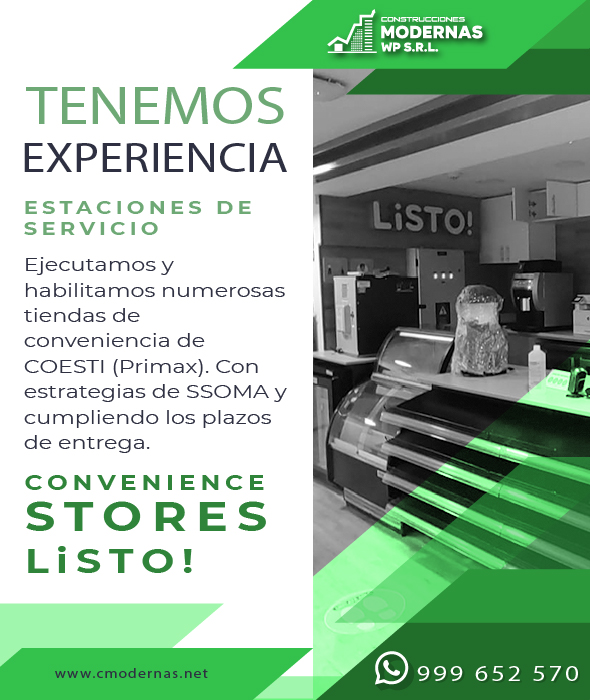 CONSTRUCCIONES
MODERNAS
WP S.R.L.
TENEMOS
EXPERIENCIA
ESTACIONES DE
SERVICIO
Ejecutamos y
habilitamos numerosas
tiendas de
conveniencia de
COESTI (Primax). Con
estrategias de SSOMA y
cumpliendo los plazos
de entrega.
CONVENIENCE
STORES
LiSTO!
LiSTO!
www.cmodernas.net
999 652 570